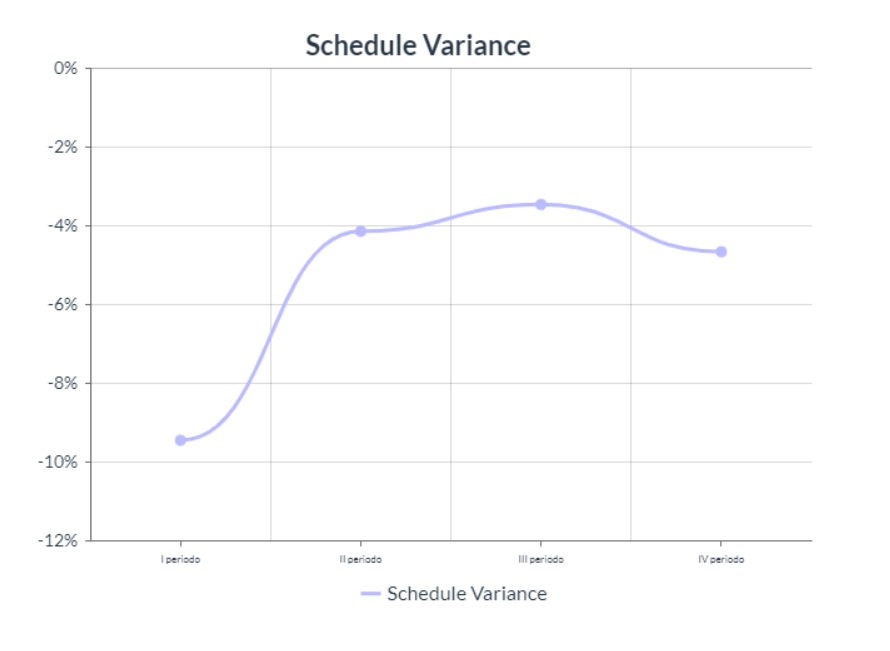 Schedule Variance
0%
-2%
-4%
-6%
-8%
-10%
-12%
I periodo
II periodo
III periodo
IV periodo
Schedule Variance